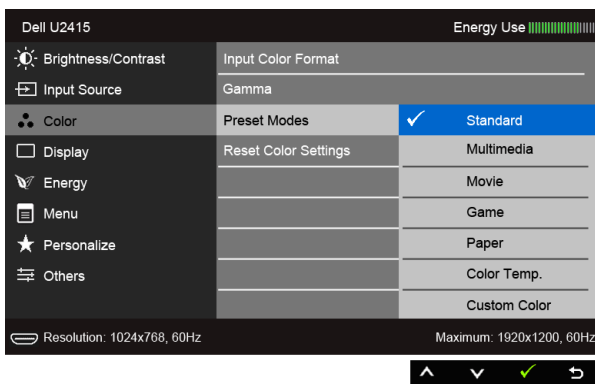 Dell U2415 Energy Use
Brightness/Contrast Input Color Format
Input Source Gamma
Color Preset Modes Standard
Display Reset Color Settings Multimedia
Energy Movie
Menu Game
Personalize Paper
Others Color Temp.
Custom Color
Resolution: 1024x768, 60Hz Maximum: 1920x1200, 60Hz